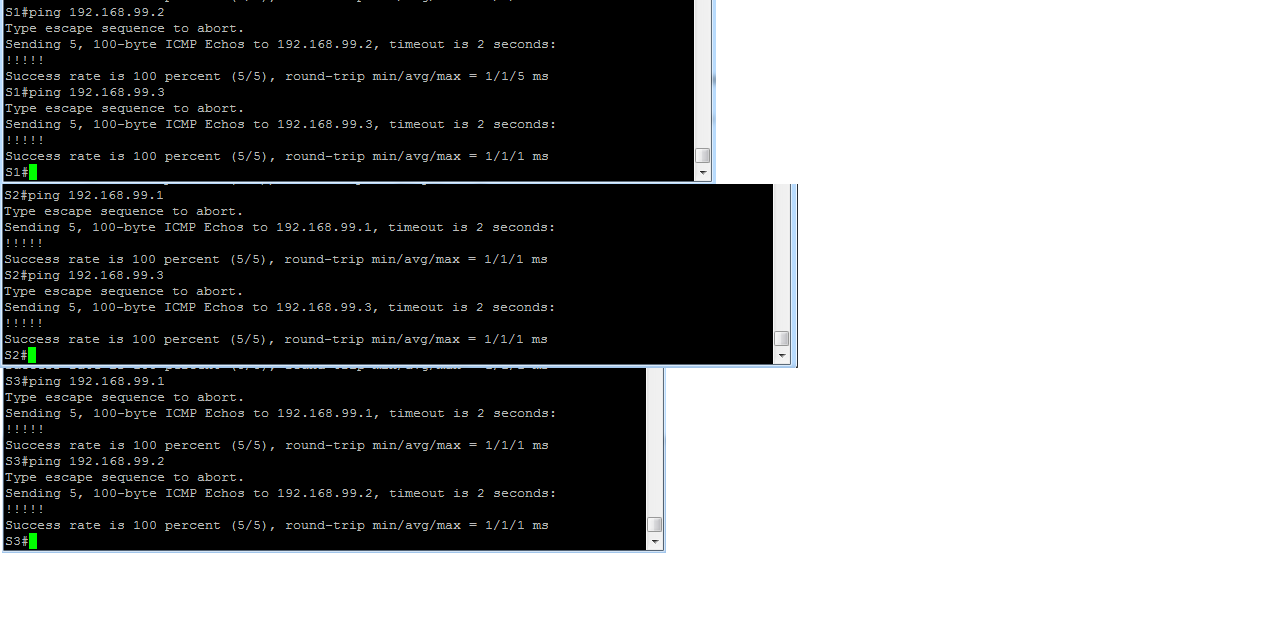 S1#ping 192.168.99.2
Type escape sequence to abort.
Sending 5, 100-byte ICMP Echos to 192.168.99.2, timeout is 2 seconds:
!!!!!
Success rate is 100 percent (5/5), round-trip min/avg/max = 1/1/5 ms
S1#ping 192.168.99.3
Type escape sequence to abort.
Sending 5, 100-byte ICMP Echos to 192.168.99.3, timeout is 2 seconds:
!!!!!
Success rate is 100 percent (5/5), round-trip min/avg/max = 1/1/1 ms
S1#
S2#ping 192.168.99.1
Type escape sequence to abort.
Sending 5, 100-byte ICMP Echos to 192.168.99.1, timeout is 2 seconds:
!!!!!
Success rate is 100 percent (5/5), round-trip min/avg/max = 1/1/1 ms
S2#ping 192.168.99.3
Type escape sequence to abort.
Sending 5, 100-byte ICMP Echos to 192.168.99.3, timeout is 2 seconds:
!!!!!
Success rate is 100 percent (5/5), round-trip min/avg/max = 1/1/1 ms
S2#
S3#ping 192.168.99.1
Type escape sequence to abort.
Sending 5, 100-byte ICMP Echos to 192.168.99.1, timeout is 2 seconds:
!!!!!
Success rate is 100 percent (5/5), round-trip min/avg/max = 1/1/1 ms
S3#ping 192.168.99.2
Type escape sequence to abort.
Sending 5, 100-byte ICMP Echos to 192.168.99.2, timeout is 2 seconds:
!!!!!
Success rate is 100 percent (5/5), round-trip min/avg/max = 1/1/1 ms
S3#